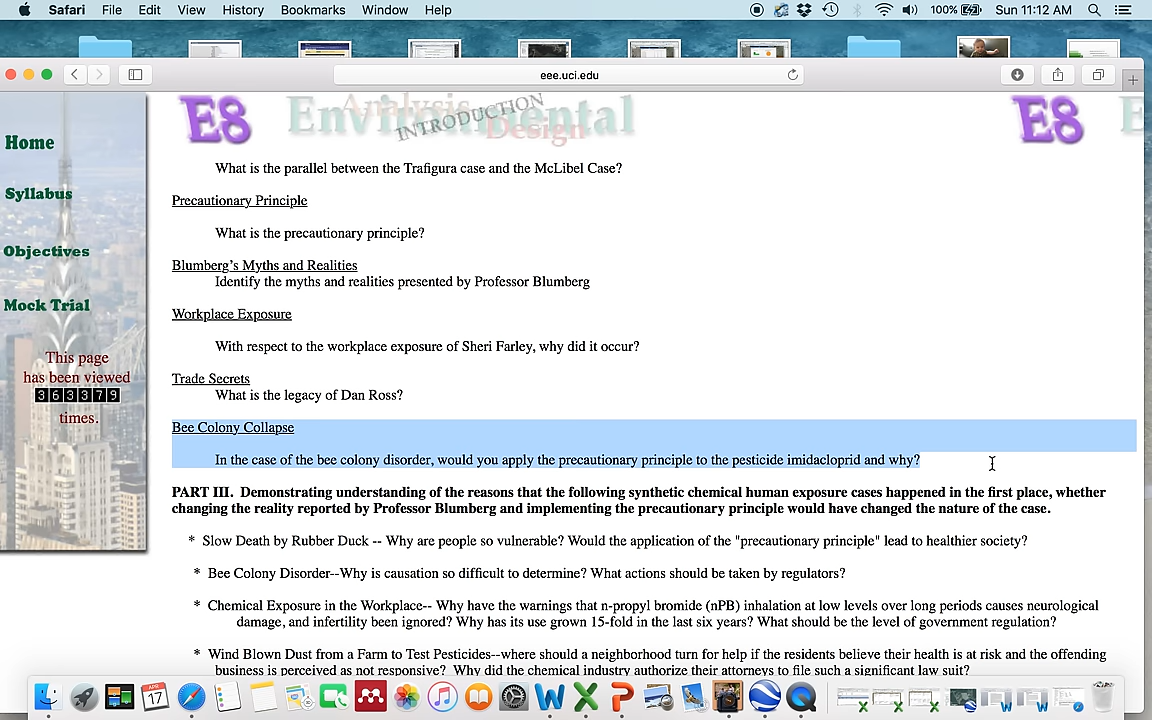 Safari File Edit View History Bookmarks Window Help 100% Sun 11:12 AM
eee.uci.edu
E8 Environmental Analysis Design INTRODUCTION E8 E
Home
Syllabus
Objectives
Mock Trial
This page
has been viewed
363379
times.
What is the parallel between the Trafigura case and the McLibel Case?
Precautionary Principle
What is the precautionary principle?
Blumberg's Myths and Realities
Identify the myths and realities presented by Professor Blumberg
Workplace Exposure
With respect to the workplace exposure of Sheri Farley, why did it occur?
Trade Secrets
What is the legacy of Dan Ross?
Bee Colony Collapse
In the case of the bee colony disorder, would you apply the precautionary principle to the pesticide imidacloprid and why?
PART III. Demonstrating understanding of the reasons that the following synthetic chemical human exposure cases happened in the first place, whether
changing the reality reported by Professor Blumberg and implementing the precautionary principle would have changed the nature of the case.
* Slow Death by Rubber Duck -- Why are people so vulnerable? Would the application of the "precautionary principle" lead to healthier society?
* Bee Colony Disorder--Why is causation so difficult to determine? What actions should be taken by regulators?
* Chemical Exposure in the Workplace-- Why have the warnings that n-propyl bromide (nPB) inhalation at low levels over long periods causes neurological
damage, and infertility been ignored? Why has its use grown 15-fold in the last six years? What should be the level of government regulation?
* Wind Blown Dust from a Farm to Test Pesticides--where should a neighborhood turn for help if the residents believe their health is at risk and the offending
business is perceived as not responsive? Why did the chemical industry authorize their attorneys to file such a significant law suit?
APR
17